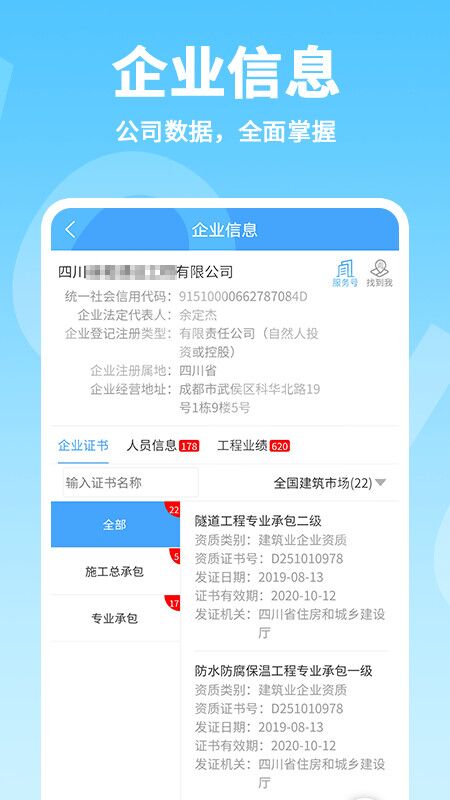 企业信息
公司数据，全面掌握
企业信息
四川
有限公司
服务号 找到我
统一社会信用代码： 91510000662787084D
企业法定代表人： 余定杰
企业登记注册类型： 有限责任公司（自然人投
资或控股）
企业注册属地： 四川省
企业经营地址： 成都市武侯区科华北路19
号1栋9楼5号
企业证书 人员信息 178 工程业绩 620
输入证书名称 全国建筑市场(22)
全部 22
施工总承包 5
专业承包 17
隧道工程专业承包二级
资质类别： 建筑业企业资质
资质证书号： D251010978
发证日期： 2019-08-13
证书有效期： 2020-10-12
发证机关： 四川省住房和城乡建设
厅
防水防腐保温工程专业承包一级
资质类别： 建筑业企业资质
资质证书号： D251010978
发证日期： 2019-08-13
证书有效期： 2020-10-12
发证机关： 四川省住房和城乡建设
厅